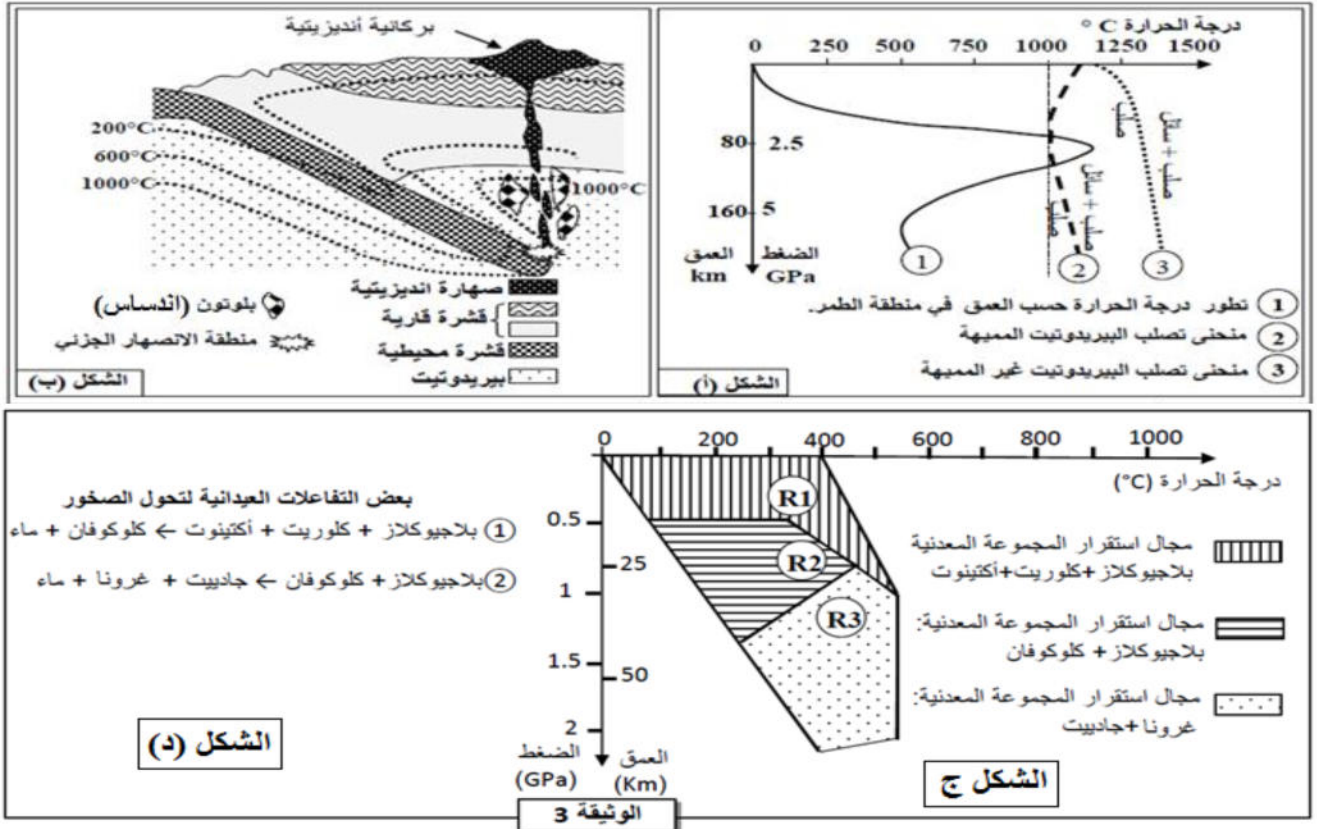 درجة الحرارة C °
0 250 500 750 1000 1250 1500
صلب
صلب + سائل
صلب
صلب + سائل
80 2.5
160 5
العمق الضغط
km GPa
1 2 3
1 تطور درجة الحرارة حسب العمق في منطقة الطمر.
2 منحنى تصلب البيريدوتيت المميهة
3 منحنى تصلب البيريدوتيت غير المميهة
الشكل (أ)
بركانية أنديزيتية
200°C
600°C
1000°C
1000°C
صهارة انديزيتية
قشرة قارية
قشرة محيطية
بيريدوتيت
بلوتون (اندساس)
منطقة الانصهار الجزئي
الشكل (ب)
0 200 400 600 800 1000
درجة الحرارة (°C)
R1
R2
R3
0.5
25
1
1.5
50
2
الضغط العمق
(GPa) (Km)
مجال استقرار المجموعة المعدنية
بلاجيوكلاز+كلوريت+أكتينوت
مجال استقرار المجموعة المعدنية:
بلاجيوكلاز+ كلوكوفان
مجال استقرار المجموعة المعدنية:
غرونا+جادييت
الشكل ج
بعض التفاعلات العيدانية لتحول الصخور
1 بلاجيوكلاز + كلوريت + أكتينوت ← كلوكوفان + ماء
2 بلاجيوكلاز+ كلوكوفان ← جادييت + غرونا + ماء
الشكل (د)
الوثيقة 3